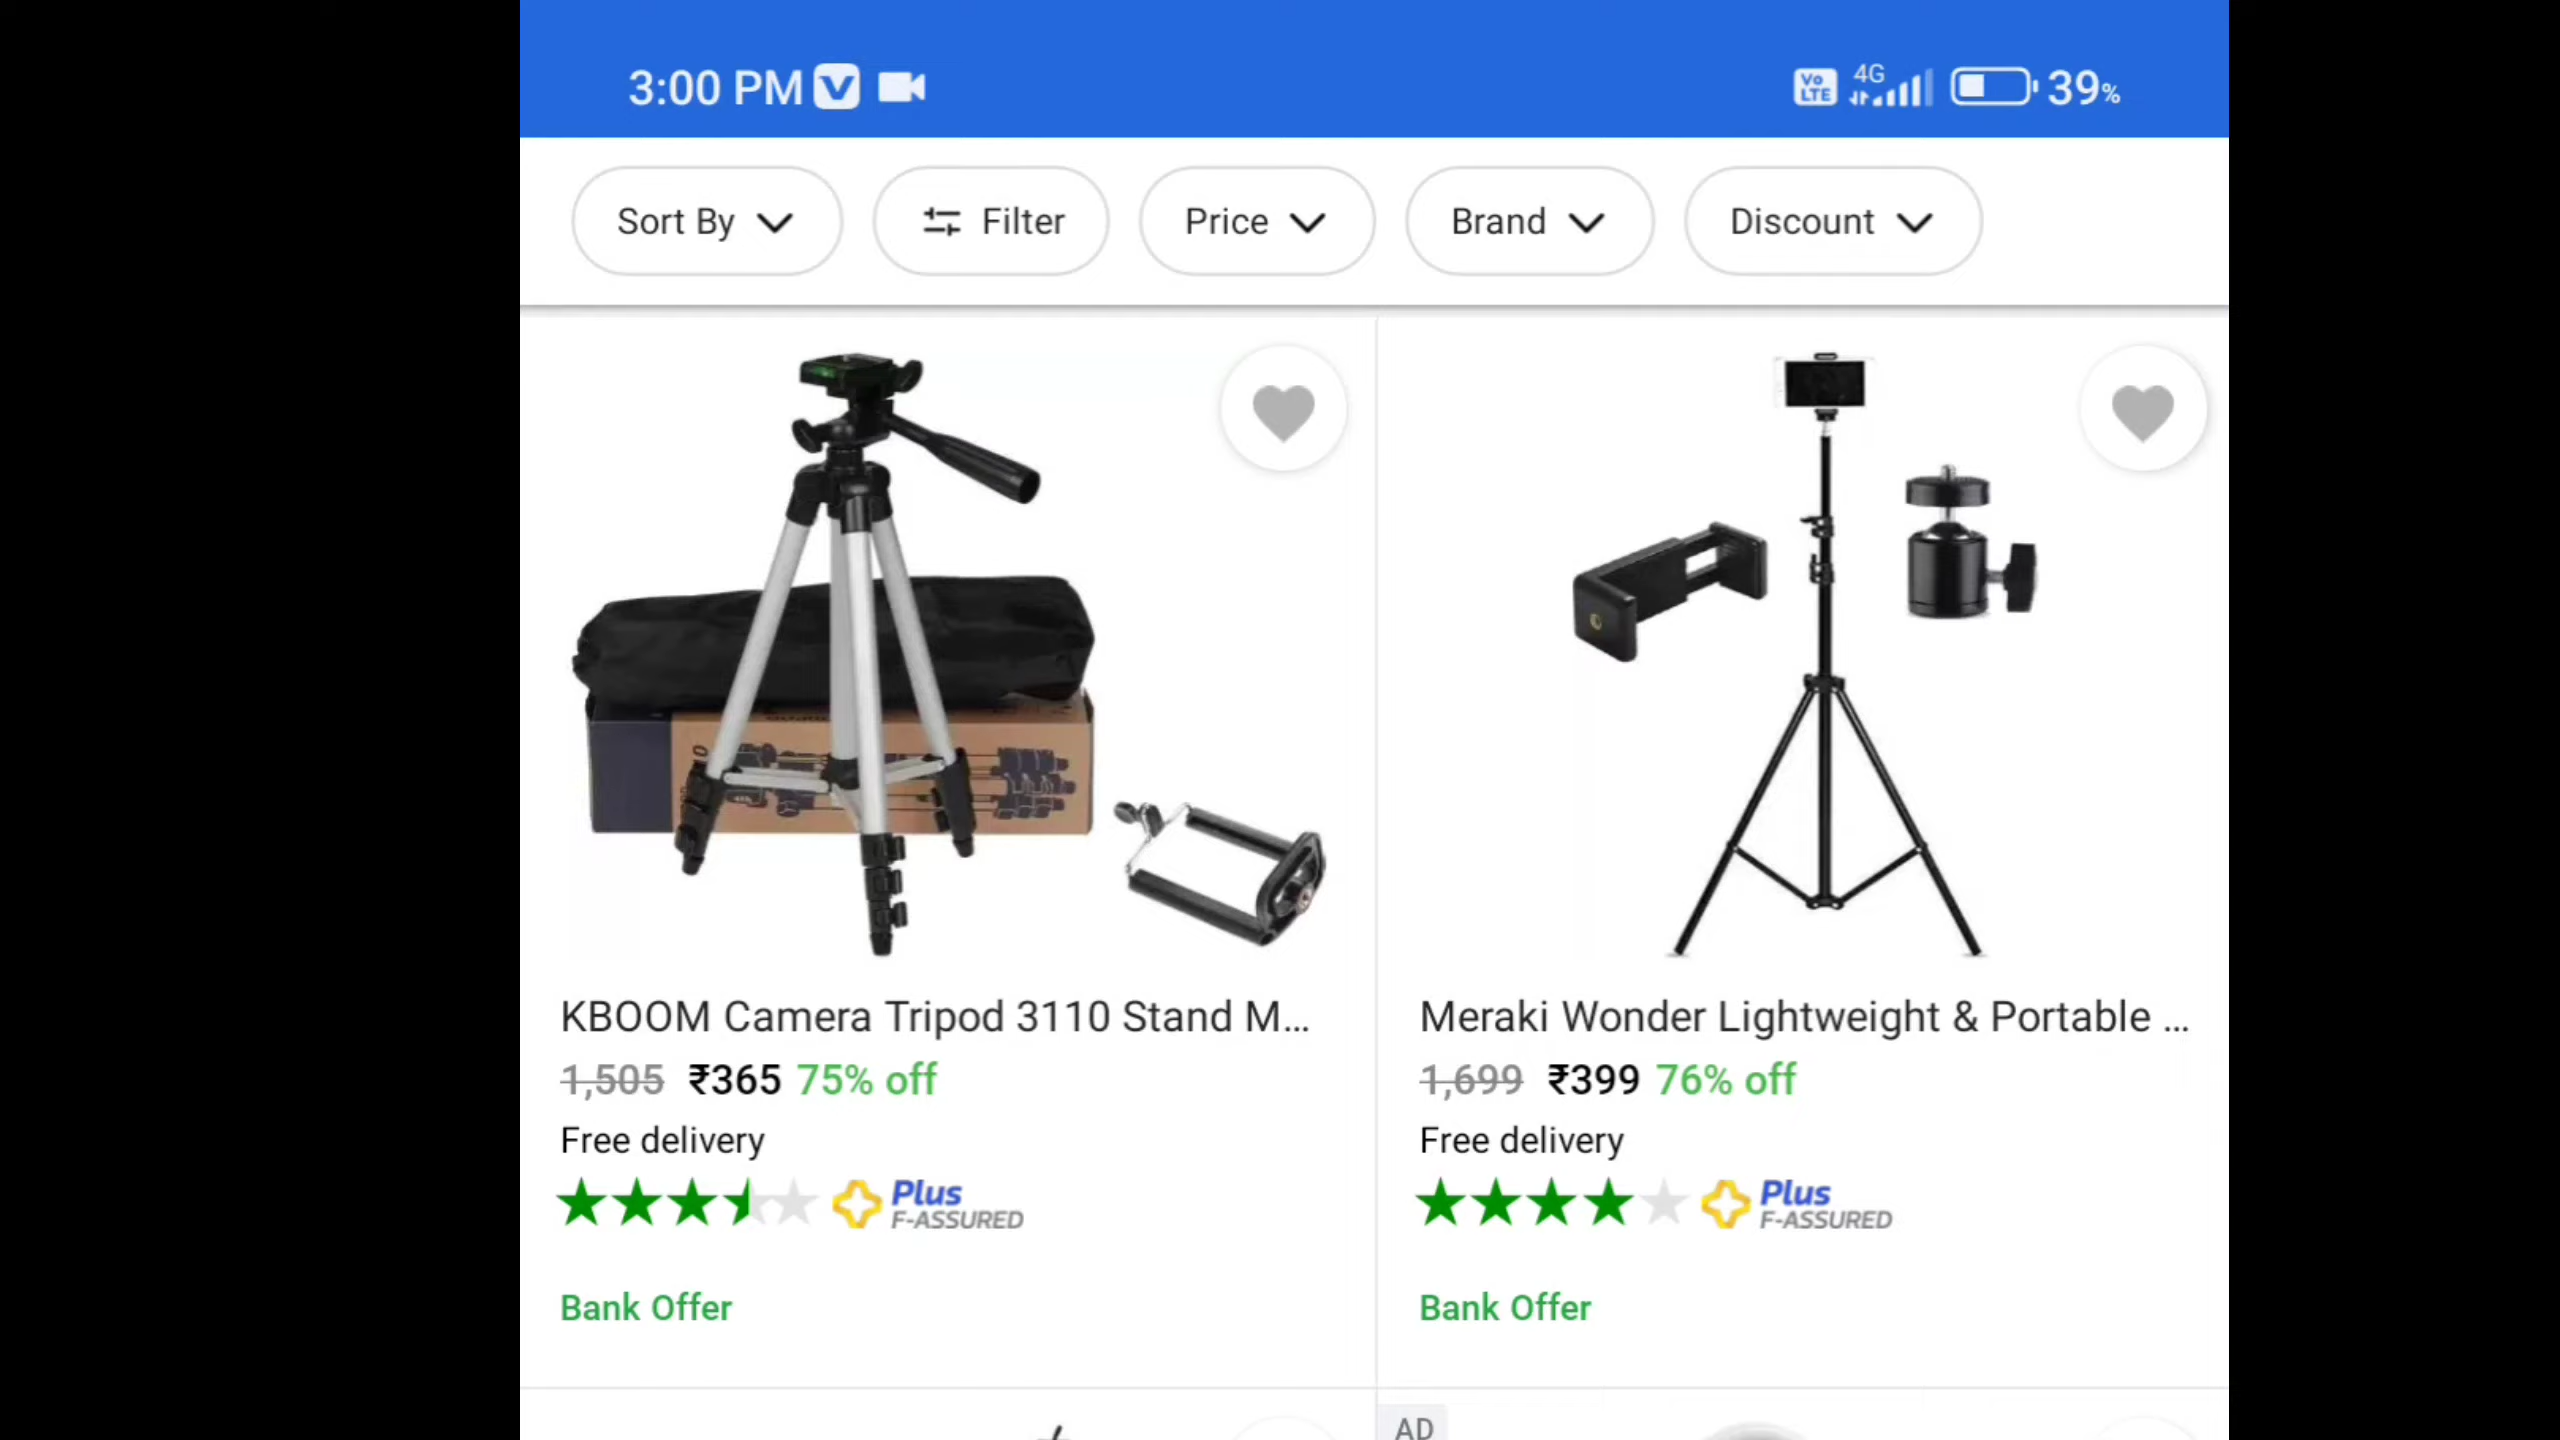 3:00 PM
Vo LTE 4G 39%
Sort By Filter Price Brand Discount
KBOOM Camera Tripod 3110 Stand M...
1,505 ₹365 75% off
Free delivery
Plus
F-ASSURED
Bank Offer
Meraki Wonder Lightweight & Portable ...
1,699 ₹399 76% off
Free delivery
Plus
F-ASSURED
Bank Offer
AD